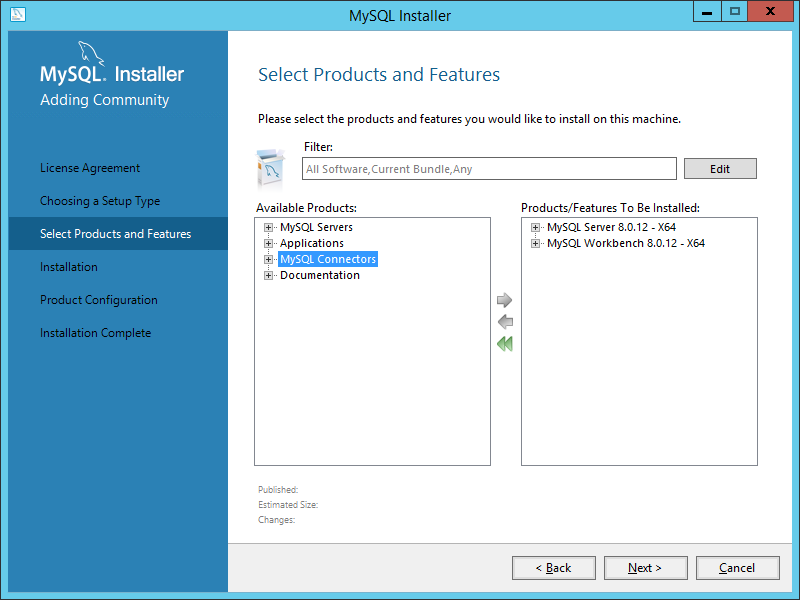 MySQL Installer
MySQL. Installer
Adding Community
License Agreement
Choosing a Setup Type
Select Products and Features
Installation
Product Configuration
Installation Complete
Select Products and Features
Please select the products and features you would like to install on this machine.
Filter:
All Software,Current Bundle,Any
Edit
Available Products:
MySQL Servers
Applications
MySQL Connectors
Documentation
Products/Features To Be Installed:
MySQL Server 8.0.12 - X64
MySQL Workbench 8.0.12 - X64
Published:
Estimated Size:
Changes:
< Back
Next >
Cancel